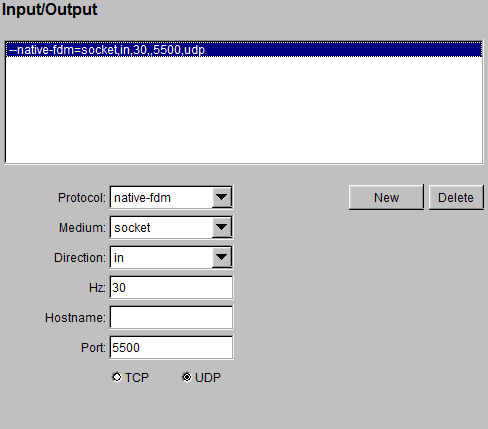 Input/Output
--native-fdm=socket,in,30,,5500,udp
Protocol: native-fdm New Delete
Medium: socket
Direction: in
Hz: 30
Hostname:
Port: 5500
TCP UDP